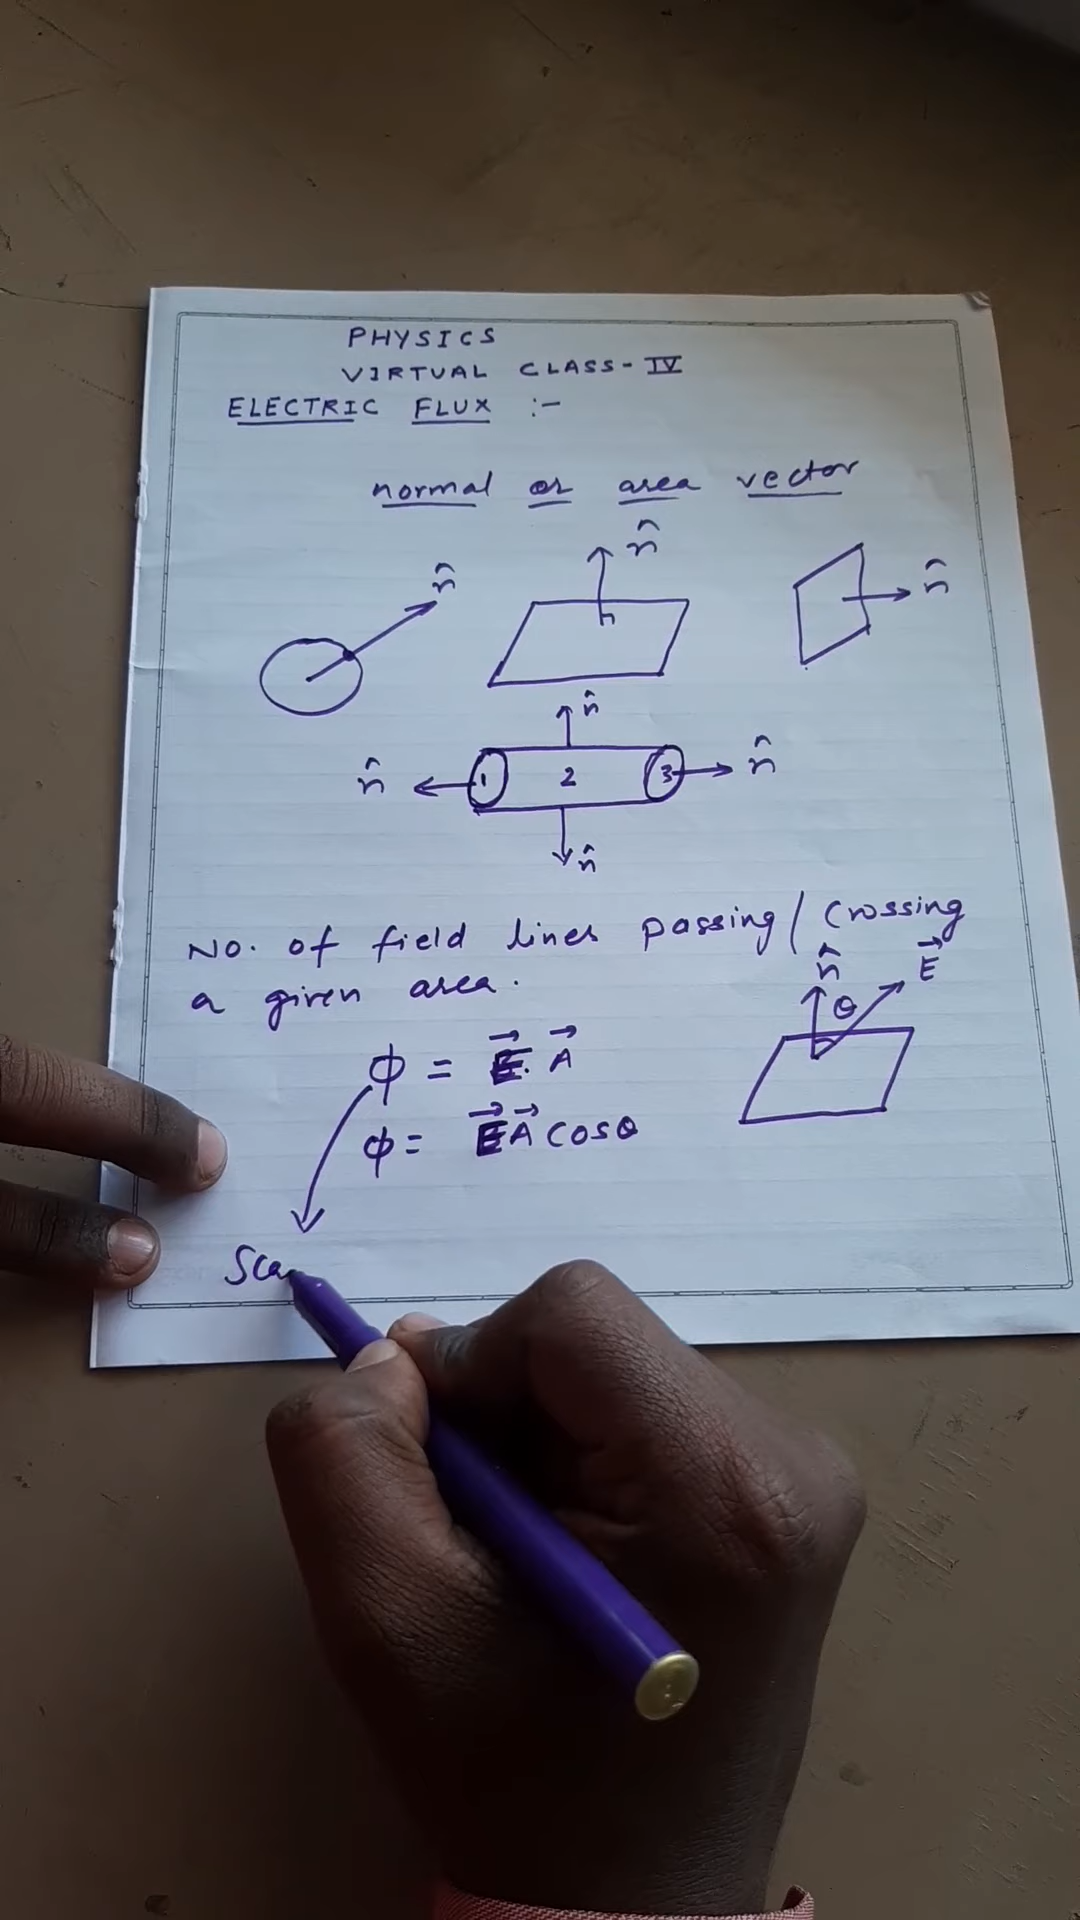 PHYSICS
VIRTUAL CLASS-IV
ELECTRIC FLUX :-
normal or area vector
n̂ n̂ n̂
n̂
n̂ 1 2 3 n̂
n̂
NO. of field lines passing/Crossing
a given area.
n̂ θ E⃗
ϕ = E⃗. A⃗
ϕ = E⃗A⃗ cosθ
Sca